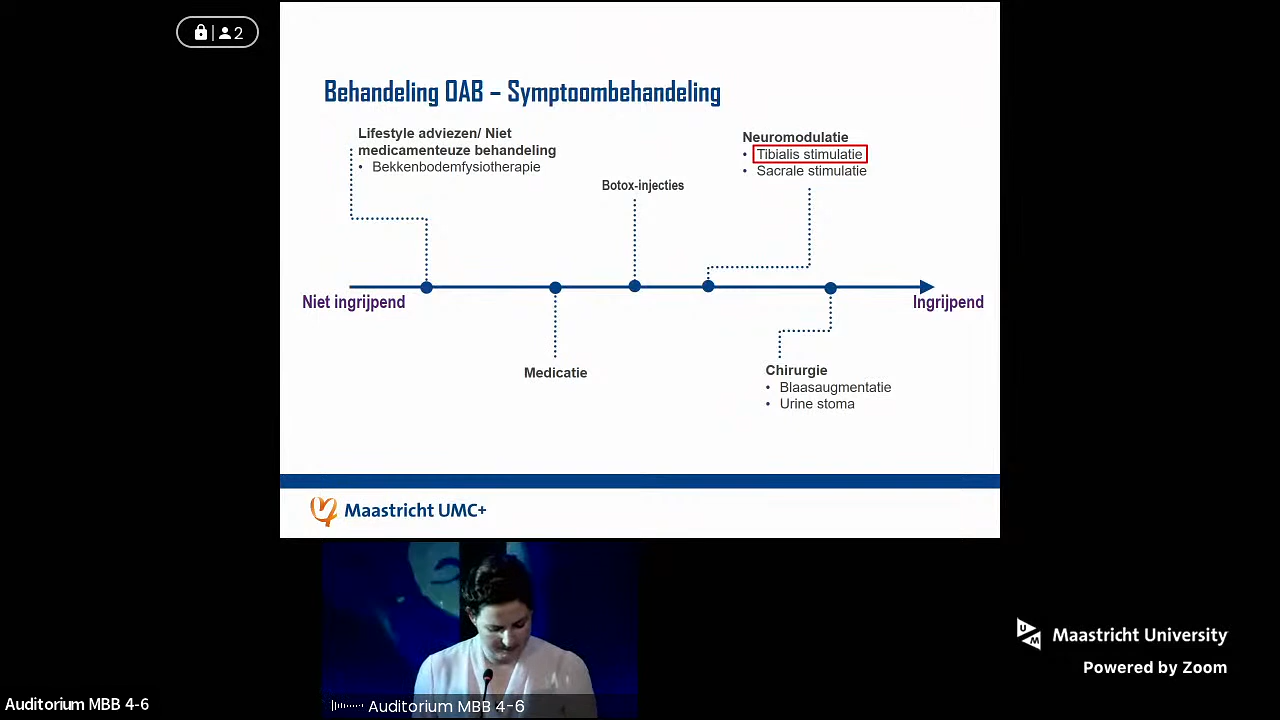 2
Behandeling OAB – Symptoombehandeling
Lifestyle adviezen/ Niet
medicamenteuze behandeling
• Bekkenbodemfysiotherapie
Botox-injecties
Neuromodulatie
• Tibialis stimulatie
• Sacrale stimulatie
Niet ingrijpend
Ingrijpend
Medicatie
Chirurgie
• Blaasaugmentatie
• Urine stoma
Maastricht UMC+
UM Maastricht University
Powered by Zoom
Auditorium MBB 4-6
Auditorium MBB 4-6